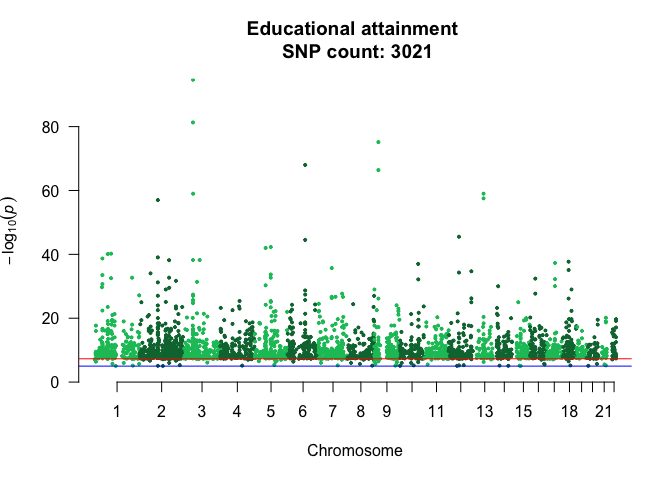 Educational attainment
SNP count: 3021
−log10(p)
80
60
40
20
0
1 2 3 4 5 6 7 8 9 11 13 15 18 21
Chromosome